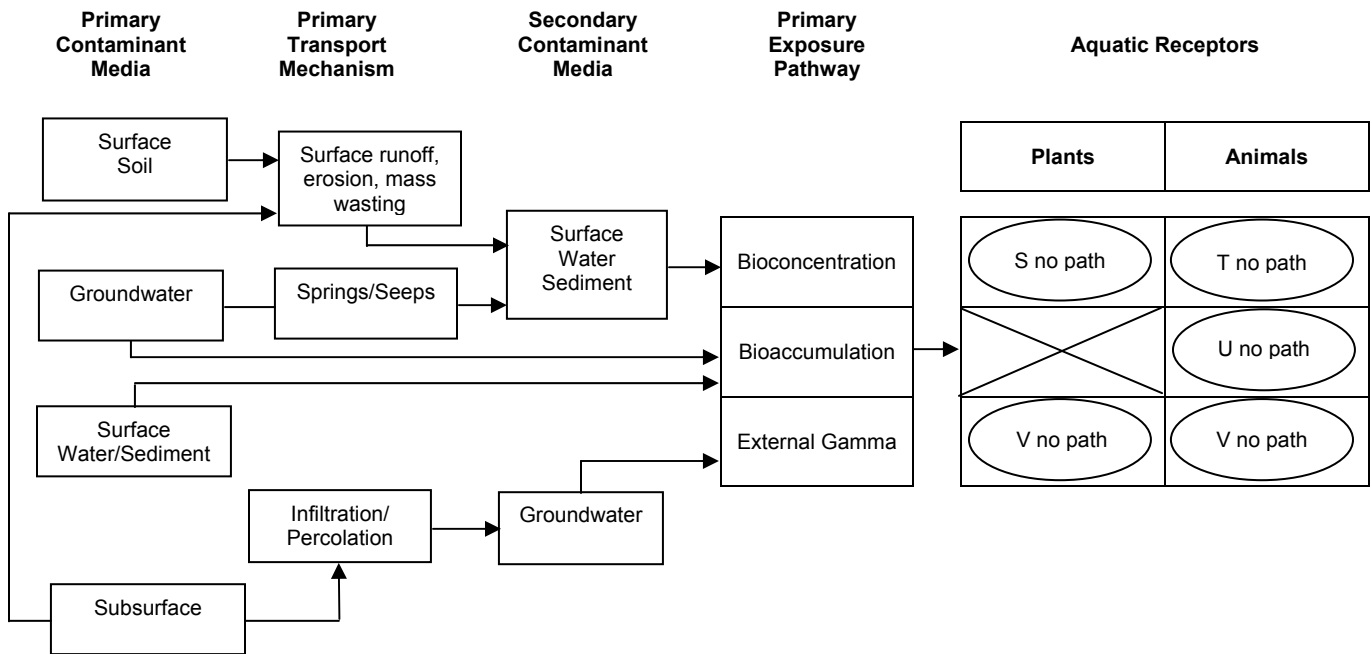 Primary
Contaminant
Media
Primary
Transport
Mechanism
Secondary
Contaminant
Media
Primary
Exposure
Pathway
Aquatic Receptors
Surface
Soil
Surface runoff,
erosion, mass
wasting
Plants
Animals
Surface
Water
Sediment
Bioconcentration
S no path
T no path
Groundwater
Springs/Seeps
Bioaccumulation
U no path
Surface
Water/Sediment
External Gamma
V no path
V no path
Infiltration/
Percolation
Groundwater
Subsurface